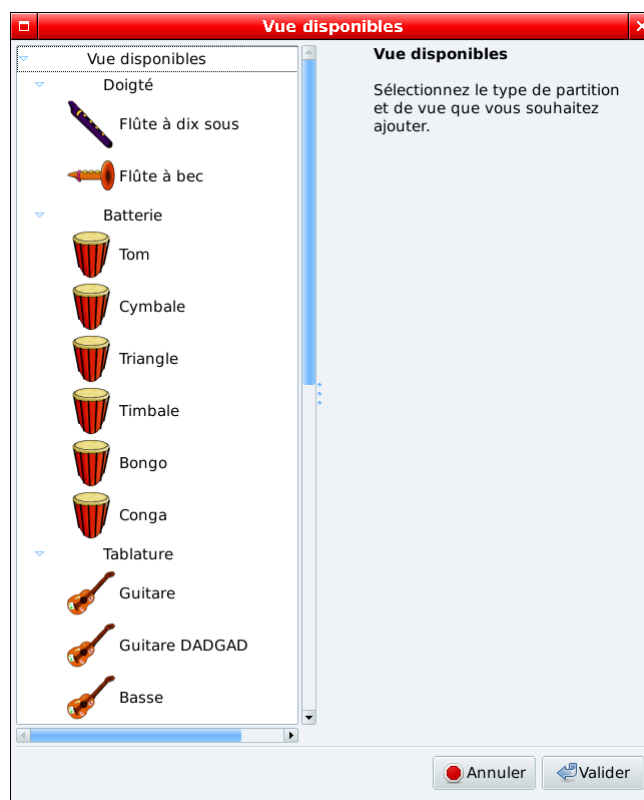 Vue disponibles
Vue disponibles
Doigté
Flûte à dix sous
Flûte à bec
Batterie
Tom
Cymbale
Triangle
Timbale
Bongo
Conga
Tablature
Guitare
Guitare DADGAD
Basse
Vue disponibles
Sélectionnez le type de partition
et de vue que vous souhaitez
ajouter.
Annuler
Valider